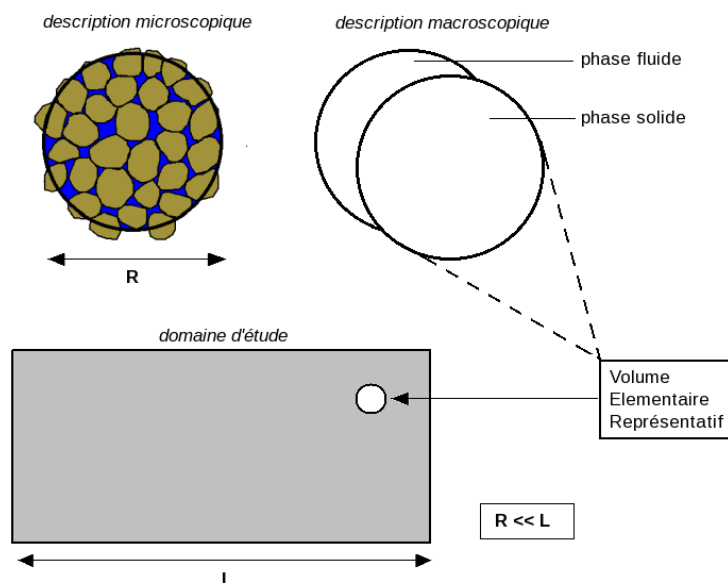 description microscopique
description macroscopique
phase fluide
phase solide
R
domaine d'étude
Volume
Elementaire
Représentatif
R << L
L